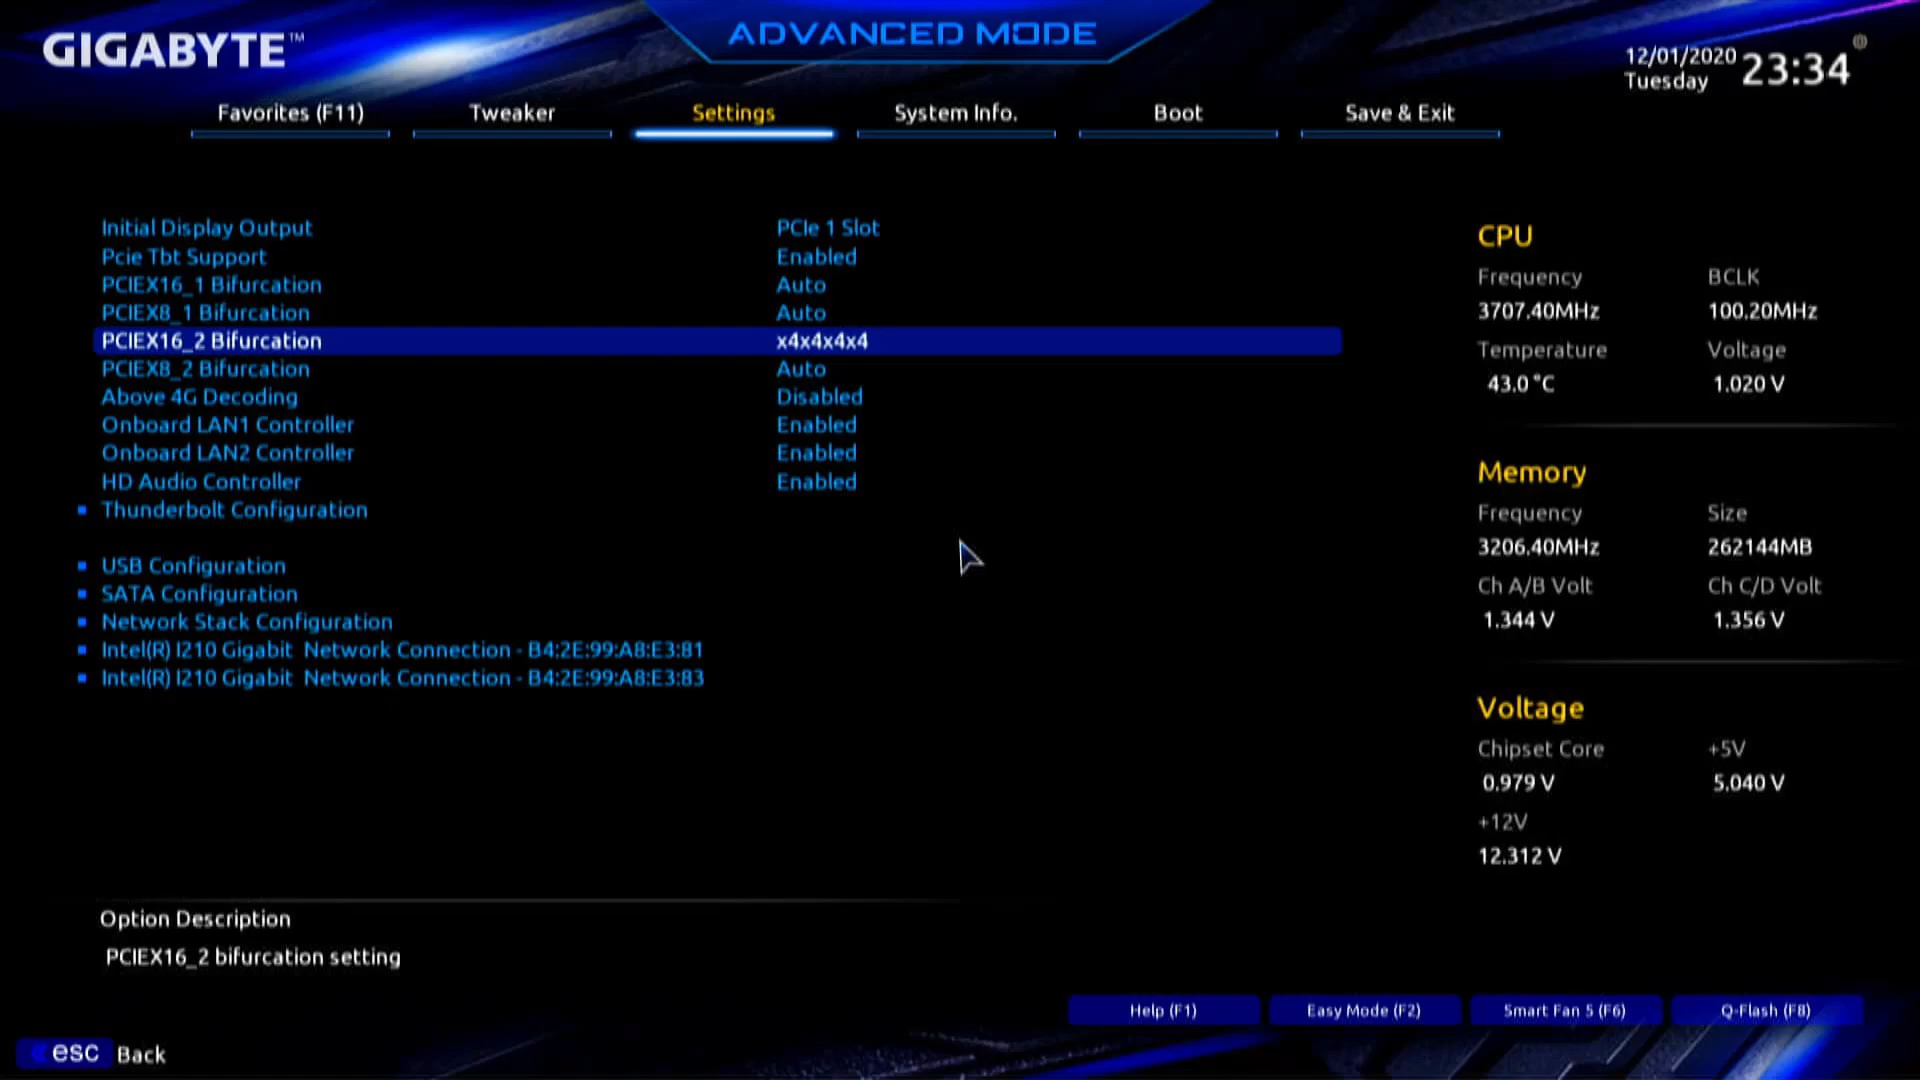 GIGABYTE™
ADVANCED MODE
12/01/2020
Tuesday
23:34
Favorites (F11) Tweaker Settings System Info. Boot Save & Exit
Initial Display Output PCIe 1 Slot
Pcie Tbt Support Enabled
PCIEX16_1 Bifurcation Auto
PCIEX8_1 Bifurcation Auto
PCIEX16_2 Bifurcation x4x4x4x4
PCIEX8_2 Bifurcation Auto
Above 4G Decoding Disabled
Onboard LAN1 Controller Enabled
Onboard LAN2 Controller Enabled
HD Audio Controller Enabled
Thunderbolt Configuration
USB Configuration
SATA Configuration
Network Stack Configuration
Intel(R) I210 Gigabit Network Connection - B4:2E:99:A8:E3:81
Intel(R) I210 Gigabit Network Connection - B4:2E:99:A8:E3:83
CPU
Frequency BCLK
3707.40MHz 100.20MHz
Temperature Voltage
43.0 °C 1.020 V
Memory
Frequency Size
3206.40MHz 262144MB
Ch A/B Volt Ch C/D Volt
1.344 V 1.356 V
Voltage
Chipset Core +5V
0.979 V 5.040 V
+12V
12.312 V
Option Description
PCIEX16_2 bifurcation setting
Help (F1) Easy Mode (F2) Smart Fan 5 (F6) Q-Flash (F8)
esc Back